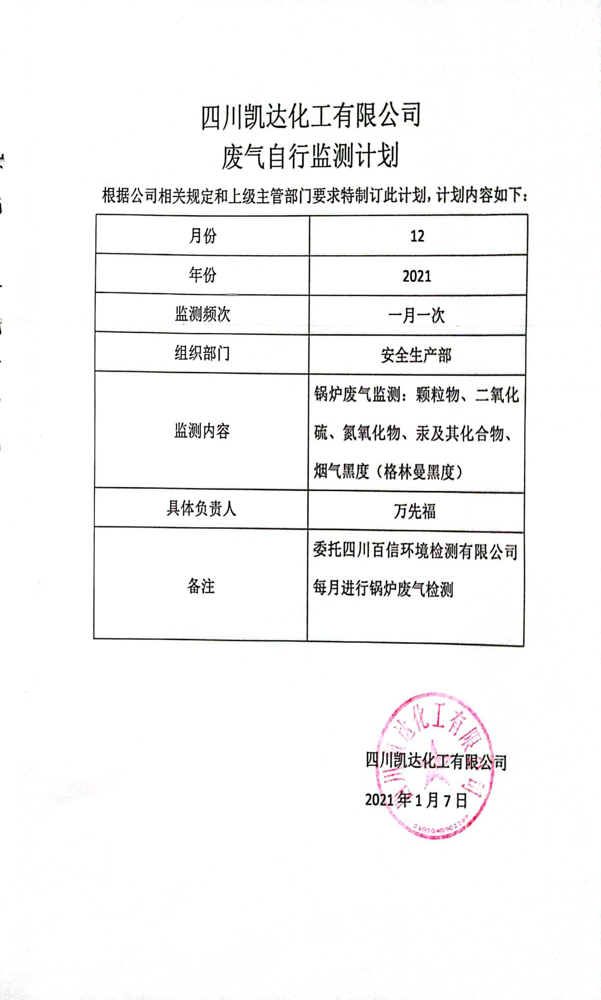 四川凯达化工有限公司
废气自行监测计划
根据公司相关规定和上级主管部门要求特制订此计划，计划内容如下：
月份 12
年份 2021
监测频次 一月一次
组织部门 安全生产部
监测内容 锅炉废气监测：颗粒物、二氧化
硫、氮氧化物、汞及其化合物、
烟气黑度（格林曼黑度）
具体负责人 万先福
备注 委托四川百信环境检测有限公司
每月进行锅炉废气检测
四川凯达化工有限公司
四川凯达化工有限公司
2021年1月7日
5105040001197